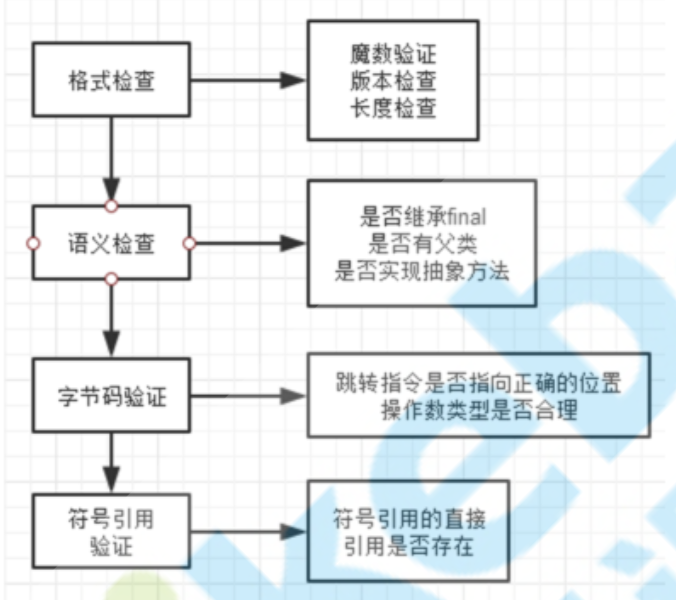 格式检查
魔数验证
版本检查
长度检查
语义检查
是否继承final
是否有父类
是否实现抽象方法
字节码验证
跳转指令是否指向正确的位置
操作数类型是否合理
符号引用
验证
符号引用的直接
引用是否存在